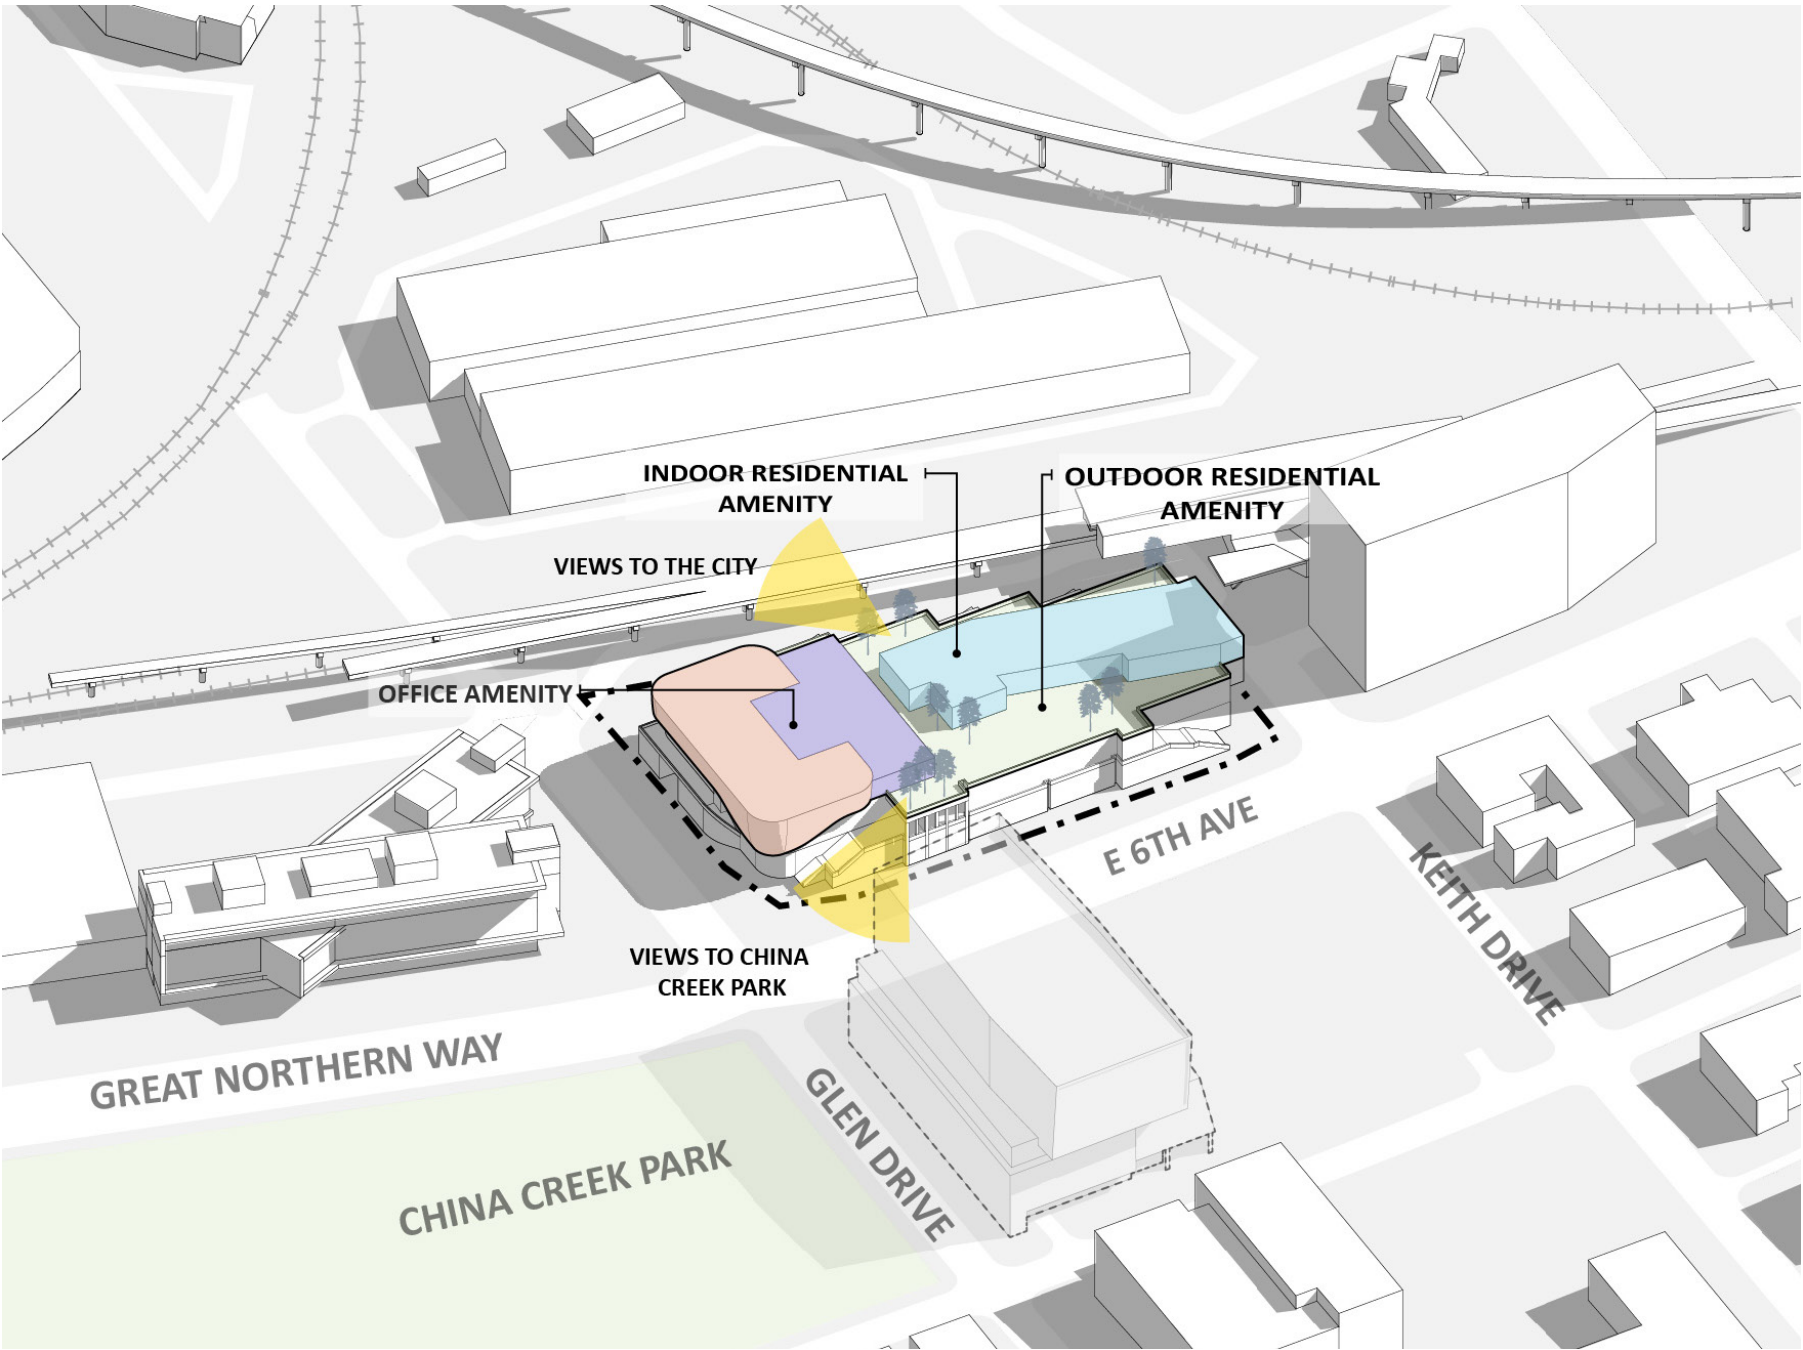 INDOOR RESIDENTIAL
AMENITY
OUTDOOR RESIDENTIAL
AMENITY
VIEWS TO THE CITY
OFFICE AMENITY
E 6TH AVE
KEITH DRIVE
VIEWS TO CHINA
CREEK PARK
GREAT NORTHERN WAY
GLEN DRIVE
CHINA CREEK PARK